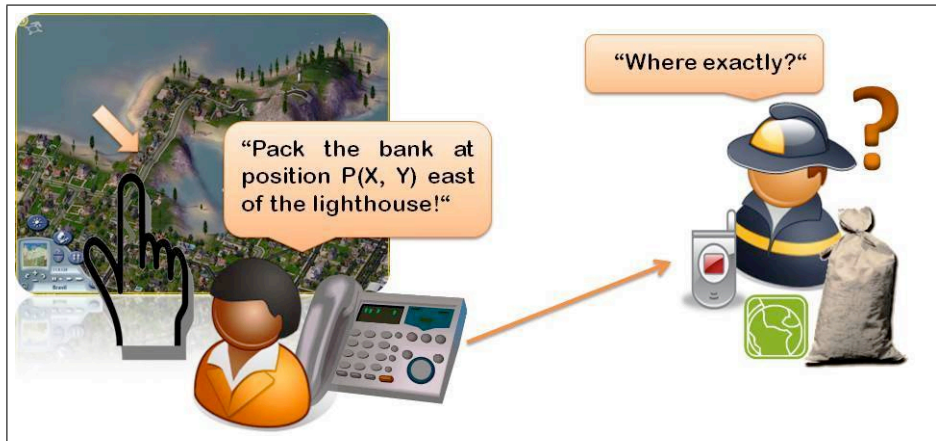 “Where exactly?“
“Pack the bank at
position P(X, Y) east
of the lighthouse!“